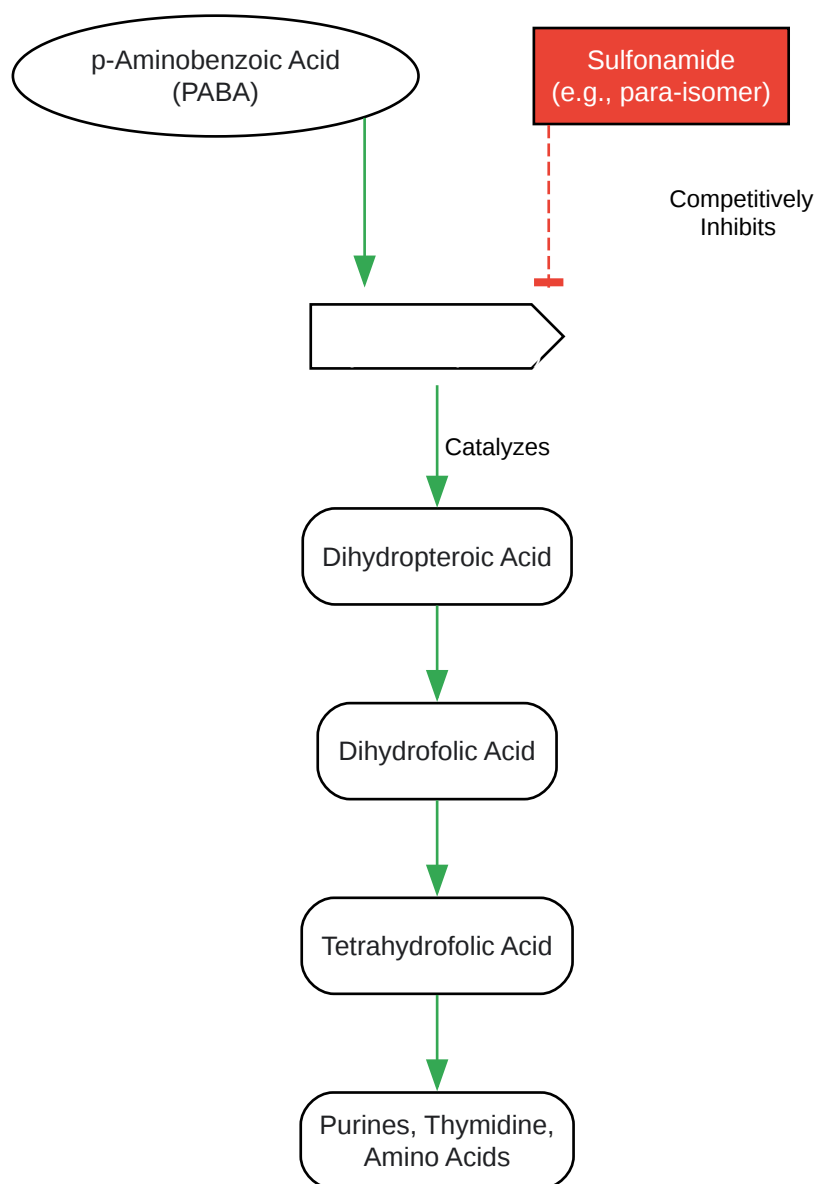 p-Aminobenzoic Acid
(PABA)
Sulfonamide
(e.g., para-isomer)
Competitively
Inhibits
Catalyzes
Dihydropteroic Acid
Dihydrofolic Acid
Tetrahydrofolic Acid
Purines, Thymidine,
Amino Acids